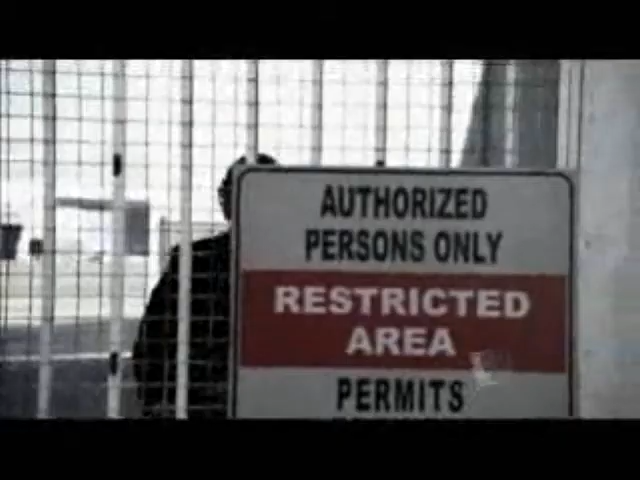 AUTHORIZED
PERSONS ONLY
RESTRICTED
AREA
PERMITS